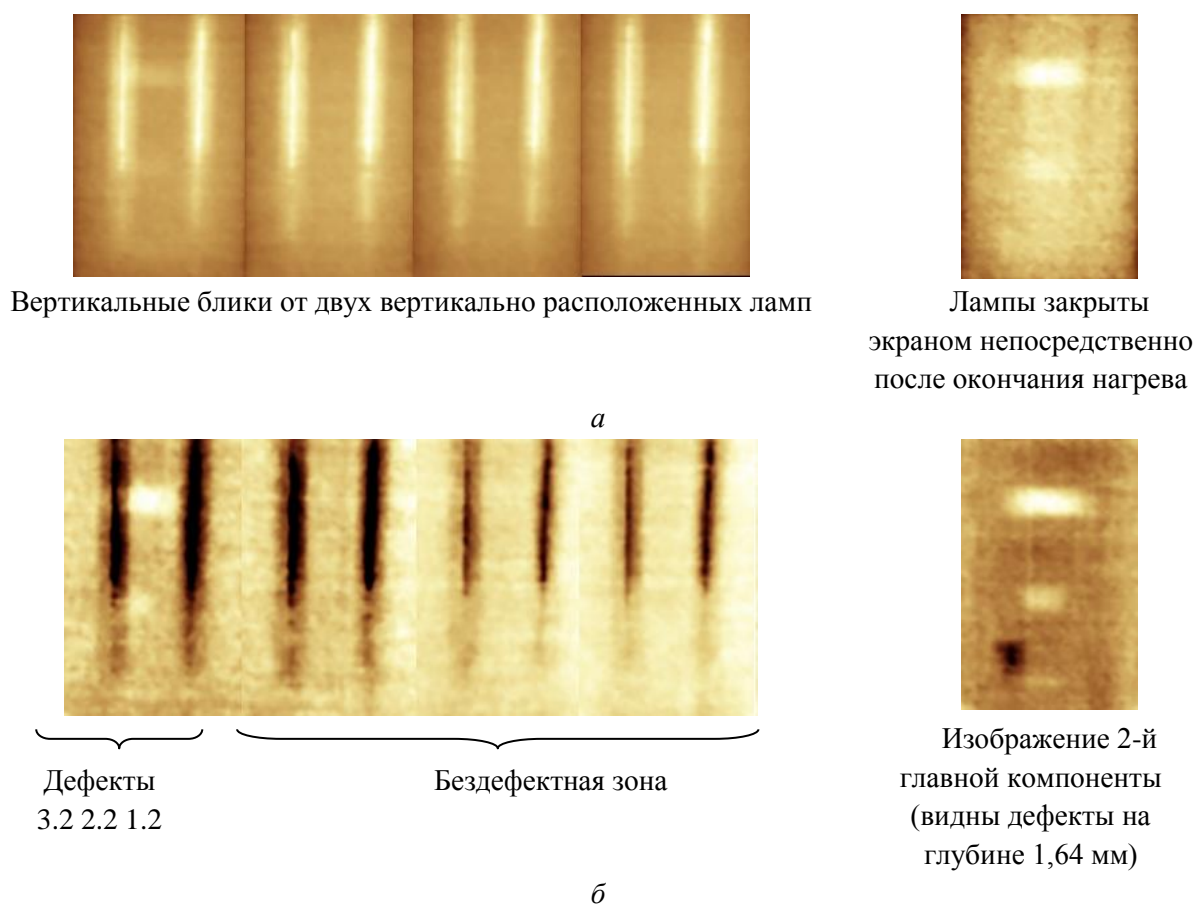 Вертикальные блики от двух вертикально расположенных ламп
Лампы закрыты
экраном непосредственно
после окончания нагрева
а
Дефекты
3.2 2.2 1.2
Бездефектная зона
Изображение 2-й
главной компоненты
(видны дефекты на
глубине 1,64 мм)
б